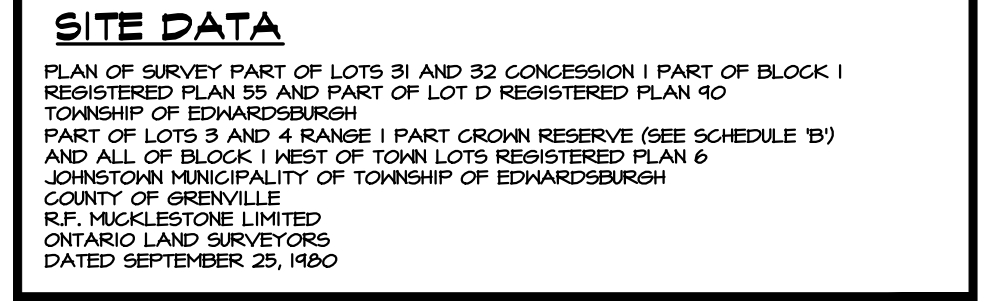 SITE DATA
PLAN OF SURVEY PART OF LOTS 31 AND 32 CONCESSION 1 PART OF BLOCK 1
REGISTERED PLAN 55 AND PART OF LOT D REGISTERED PLAN 90
TOWNSHIP OF EDWARDSBURGH
PART OF LOTS 3 AND 4 RANGE 1 PART CROWN RESERVE (SEE SCHEDULE 'B')
AND ALL OF BLOCK 1 WEST OF TOWN LOTS REGISTERED PLAN 6
JOHNSTOWN MUNICIPALITY OF TOWNSHIP OF EDWARDSBURGH
COUNTY OF GRENVILLE
R.F. MUCKLESTONE LIMITED
ONTARIO LAND SURVEYORS
DATED SEPTEMBER 25, 1980